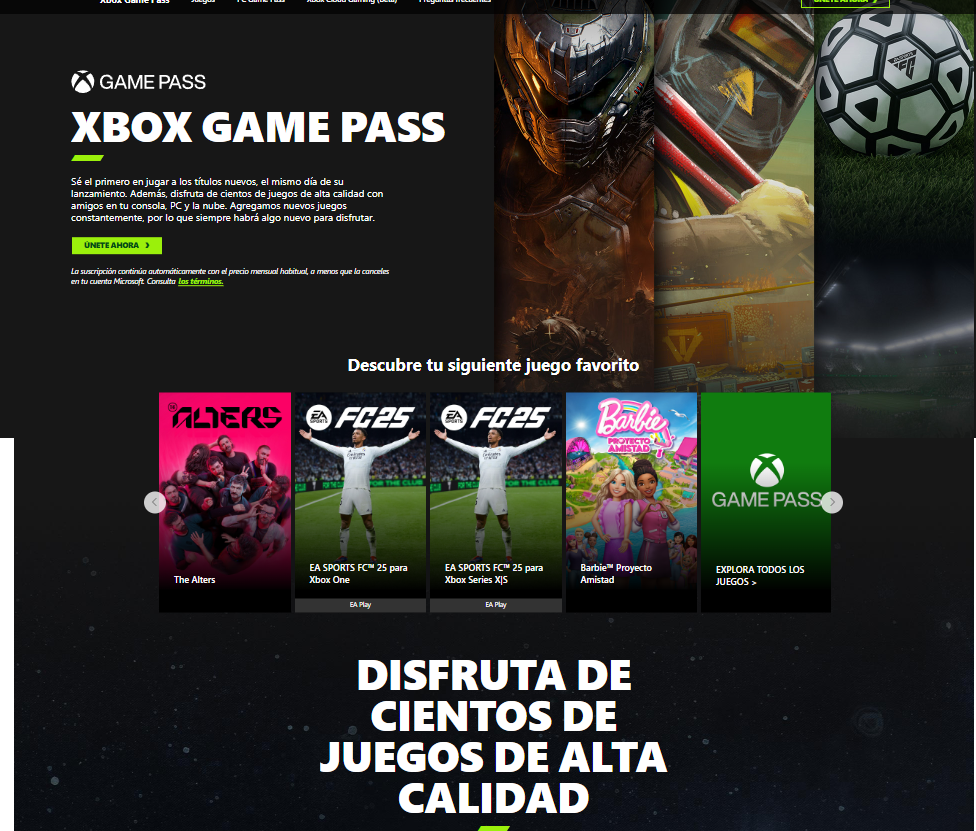 Xbox Game Pass Juegos PC Game Pass Xbox Cloud Gaming (Beta) Preguntas frecuentes ÚNETE AHORA
GAME PASS
XBOX GAME PASS
Sé el primero en jugar a los títulos nuevos, el mismo día de su
lanzamiento. Además, disfruta de cientos de juegos de alta calidad con
amigos en tu consola, PC y la nube. Agregamos nuevos juegos
constantemente, por lo que siempre habrá algo nuevo para disfrutar.
ÚNETE AHORA
La suscripción continúa automáticamente con el precio mensual habitual, a menos que la canceles
en tu cuenta Microsoft. Consulta los términos.
FC
Descubre tu siguiente juego favorito
ALTERS
The Alters
EA SPORTS FC25
FOR THE CLUB
EA SPORTS FC™ 25 para
Xbox One
EA Play
EA SPORTS FC25
FOR THE CLUB
EA SPORTS FC™ 25 para
Xbox Series X|S
EA Play
Barbie
PROYECTO
AMISTAD
Barbie™ Proyecto
Amistad
GAME PASS
EXPLORA TODOS LOS
JUEGOS >
DISFRUTA DE
CIENTOS DE
JUEGOS DE ALTA
CALIDAD